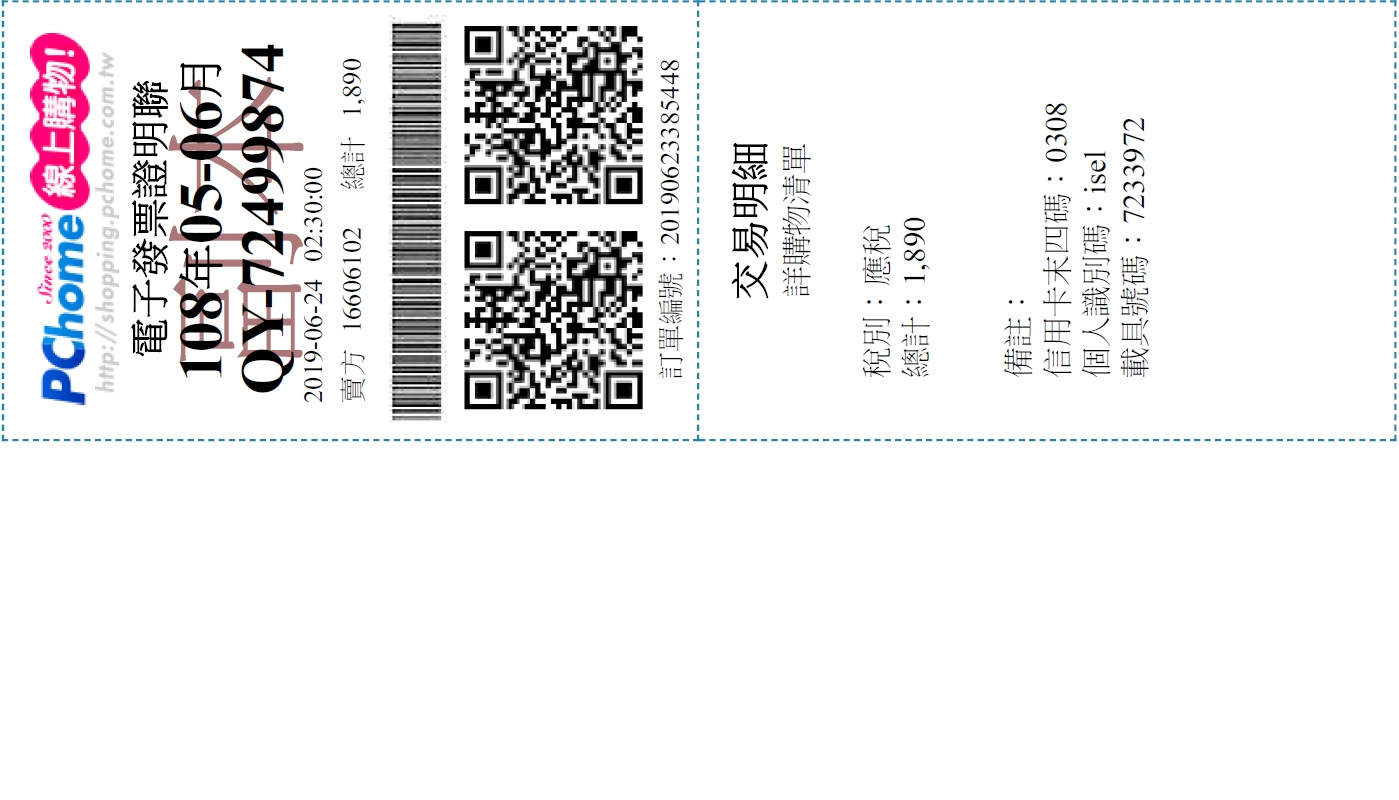 Since 2000
PChome 線上購物!
http://shopping.pchome.com.tw
電子發票證明聯
108年05-06月
QY-72499874
副本
2019-06-24 02:30:00
賣方 16606102 總計 1,890
訂單編號：20190623385448
交易明細
詳購物清單
稅別：應稅
總計：1,890
備註：
信用卡末四碼：0308
個人識別碼：isel
載具號碼：7233972